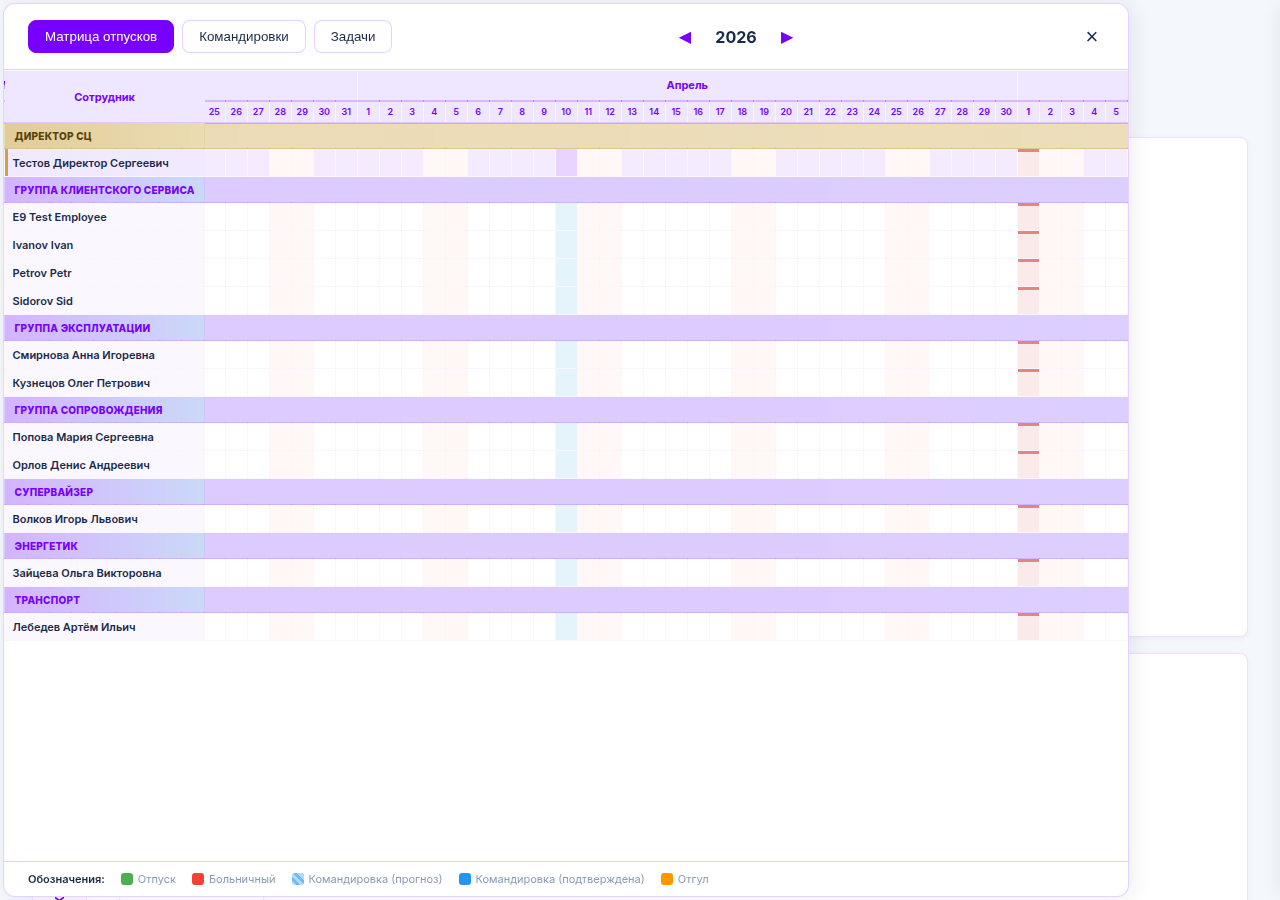 Матрица отпусков Командировки Задачи ◀ 2026 ▶ ×
Сотрудник Апрель
25 26 27 28 29 30 31 1 2 3 4 5 6 7 8 9 10 11 12 13 14 15 16 17 18 19 20 21 22 23 24 25 26 27 28 29 30 1 2 3 4 5
ДИРЕКТОР СЦ
Тестов Директор Сергеевич
ГРУППА КЛИЕНТСКОГО СЕРВИСА
E9 Test Employee
Ivanov Ivan
Petrov Petr
Sidorov Sid
ГРУППА ЭКСПЛУАТАЦИИ
Смирнова Анна Игоревна
Кузнецов Олег Петрович
ГРУППА СОПРОВОЖДЕНИЯ
Попова Мария Сергеевна
Орлов Денис Андреевич
СУПЕРВАЙЗЕР
Волков Игорь Львович
ЭНЕРГЕТИК
Зайцева Ольга Викторовна
ТРАНСПОРТ
Лебедев Артём Ильич
Обозначения: Отпуск Больничный Командировка (прогноз) Командировка (подтверждена) Отгул